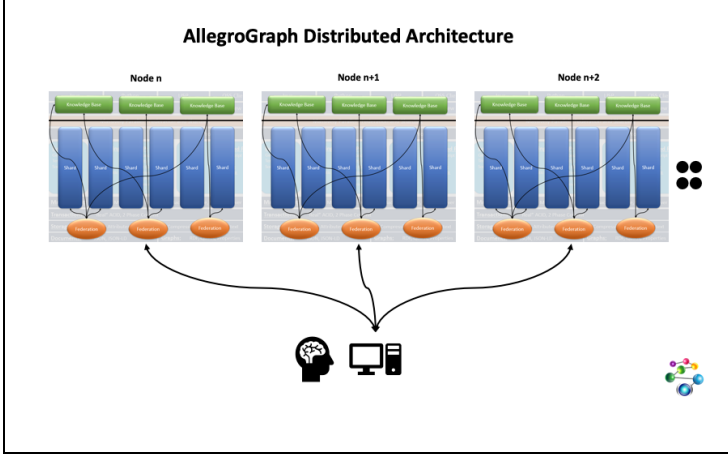 AllegroGraph Distributed Architecture
Node n
Node n+1
Node n+2
Knowledge Base Knowledge Base Knowledge Base
Knowledge Base Knowledge Base Knowledge Base
Knowledge Base Knowledge Base Knowledge Base
Shard Shard Shard Shard Shard Shard
Shard Shard Shard Shard Shard Shard
Shard Shard Shard Shard Shard Shard
Federation Federation Federation
Federation Federation Federation
Federation Federation Federation